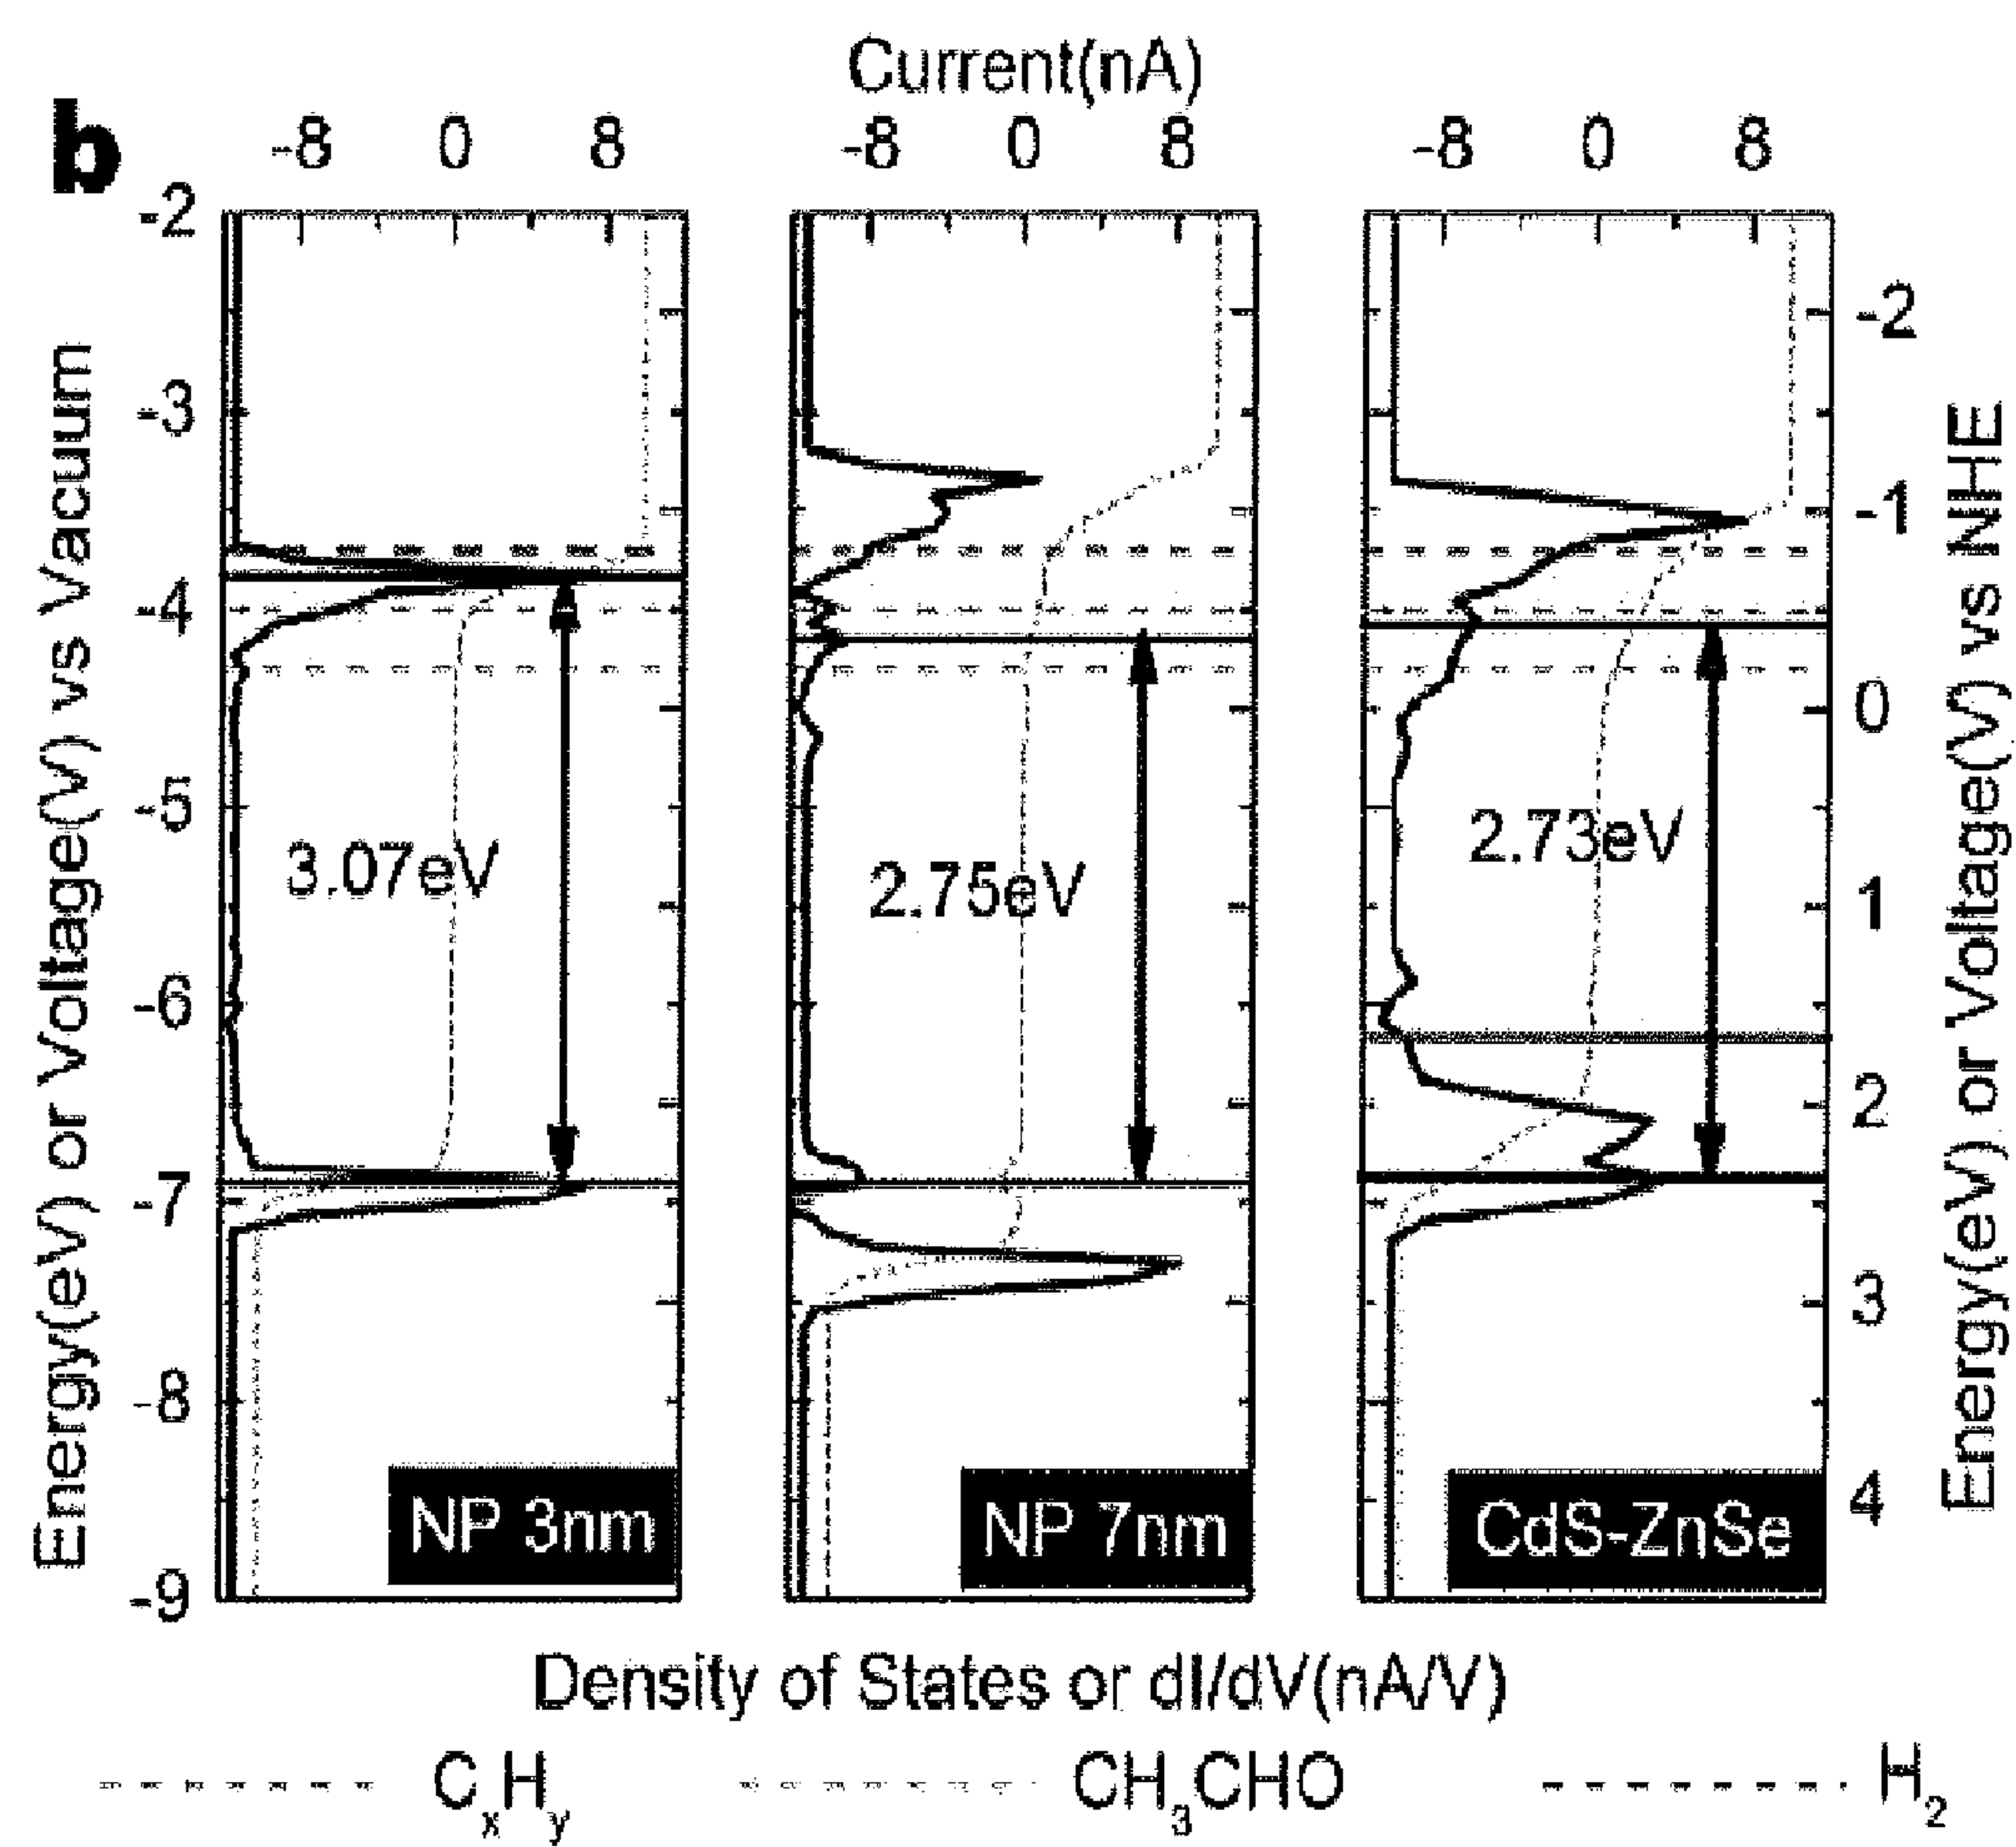 b
Current(nA)
-8 0 8 -8 0 8 -8 0 8
Energy(eV) or Voltage(V) vs Vacuum
-2
-3
-4
-5
-6
-7
-8
-9
3.07eV
NP 3nm
2.75eV
NP 7nm
2.73eV
CdS-ZnSe
-2
-1
0
1
2
3
4
Energy(eV) or Voltage(V) vs NHE
Density of States or dI/dV(nA/V)
CxHy CH3CHO H2